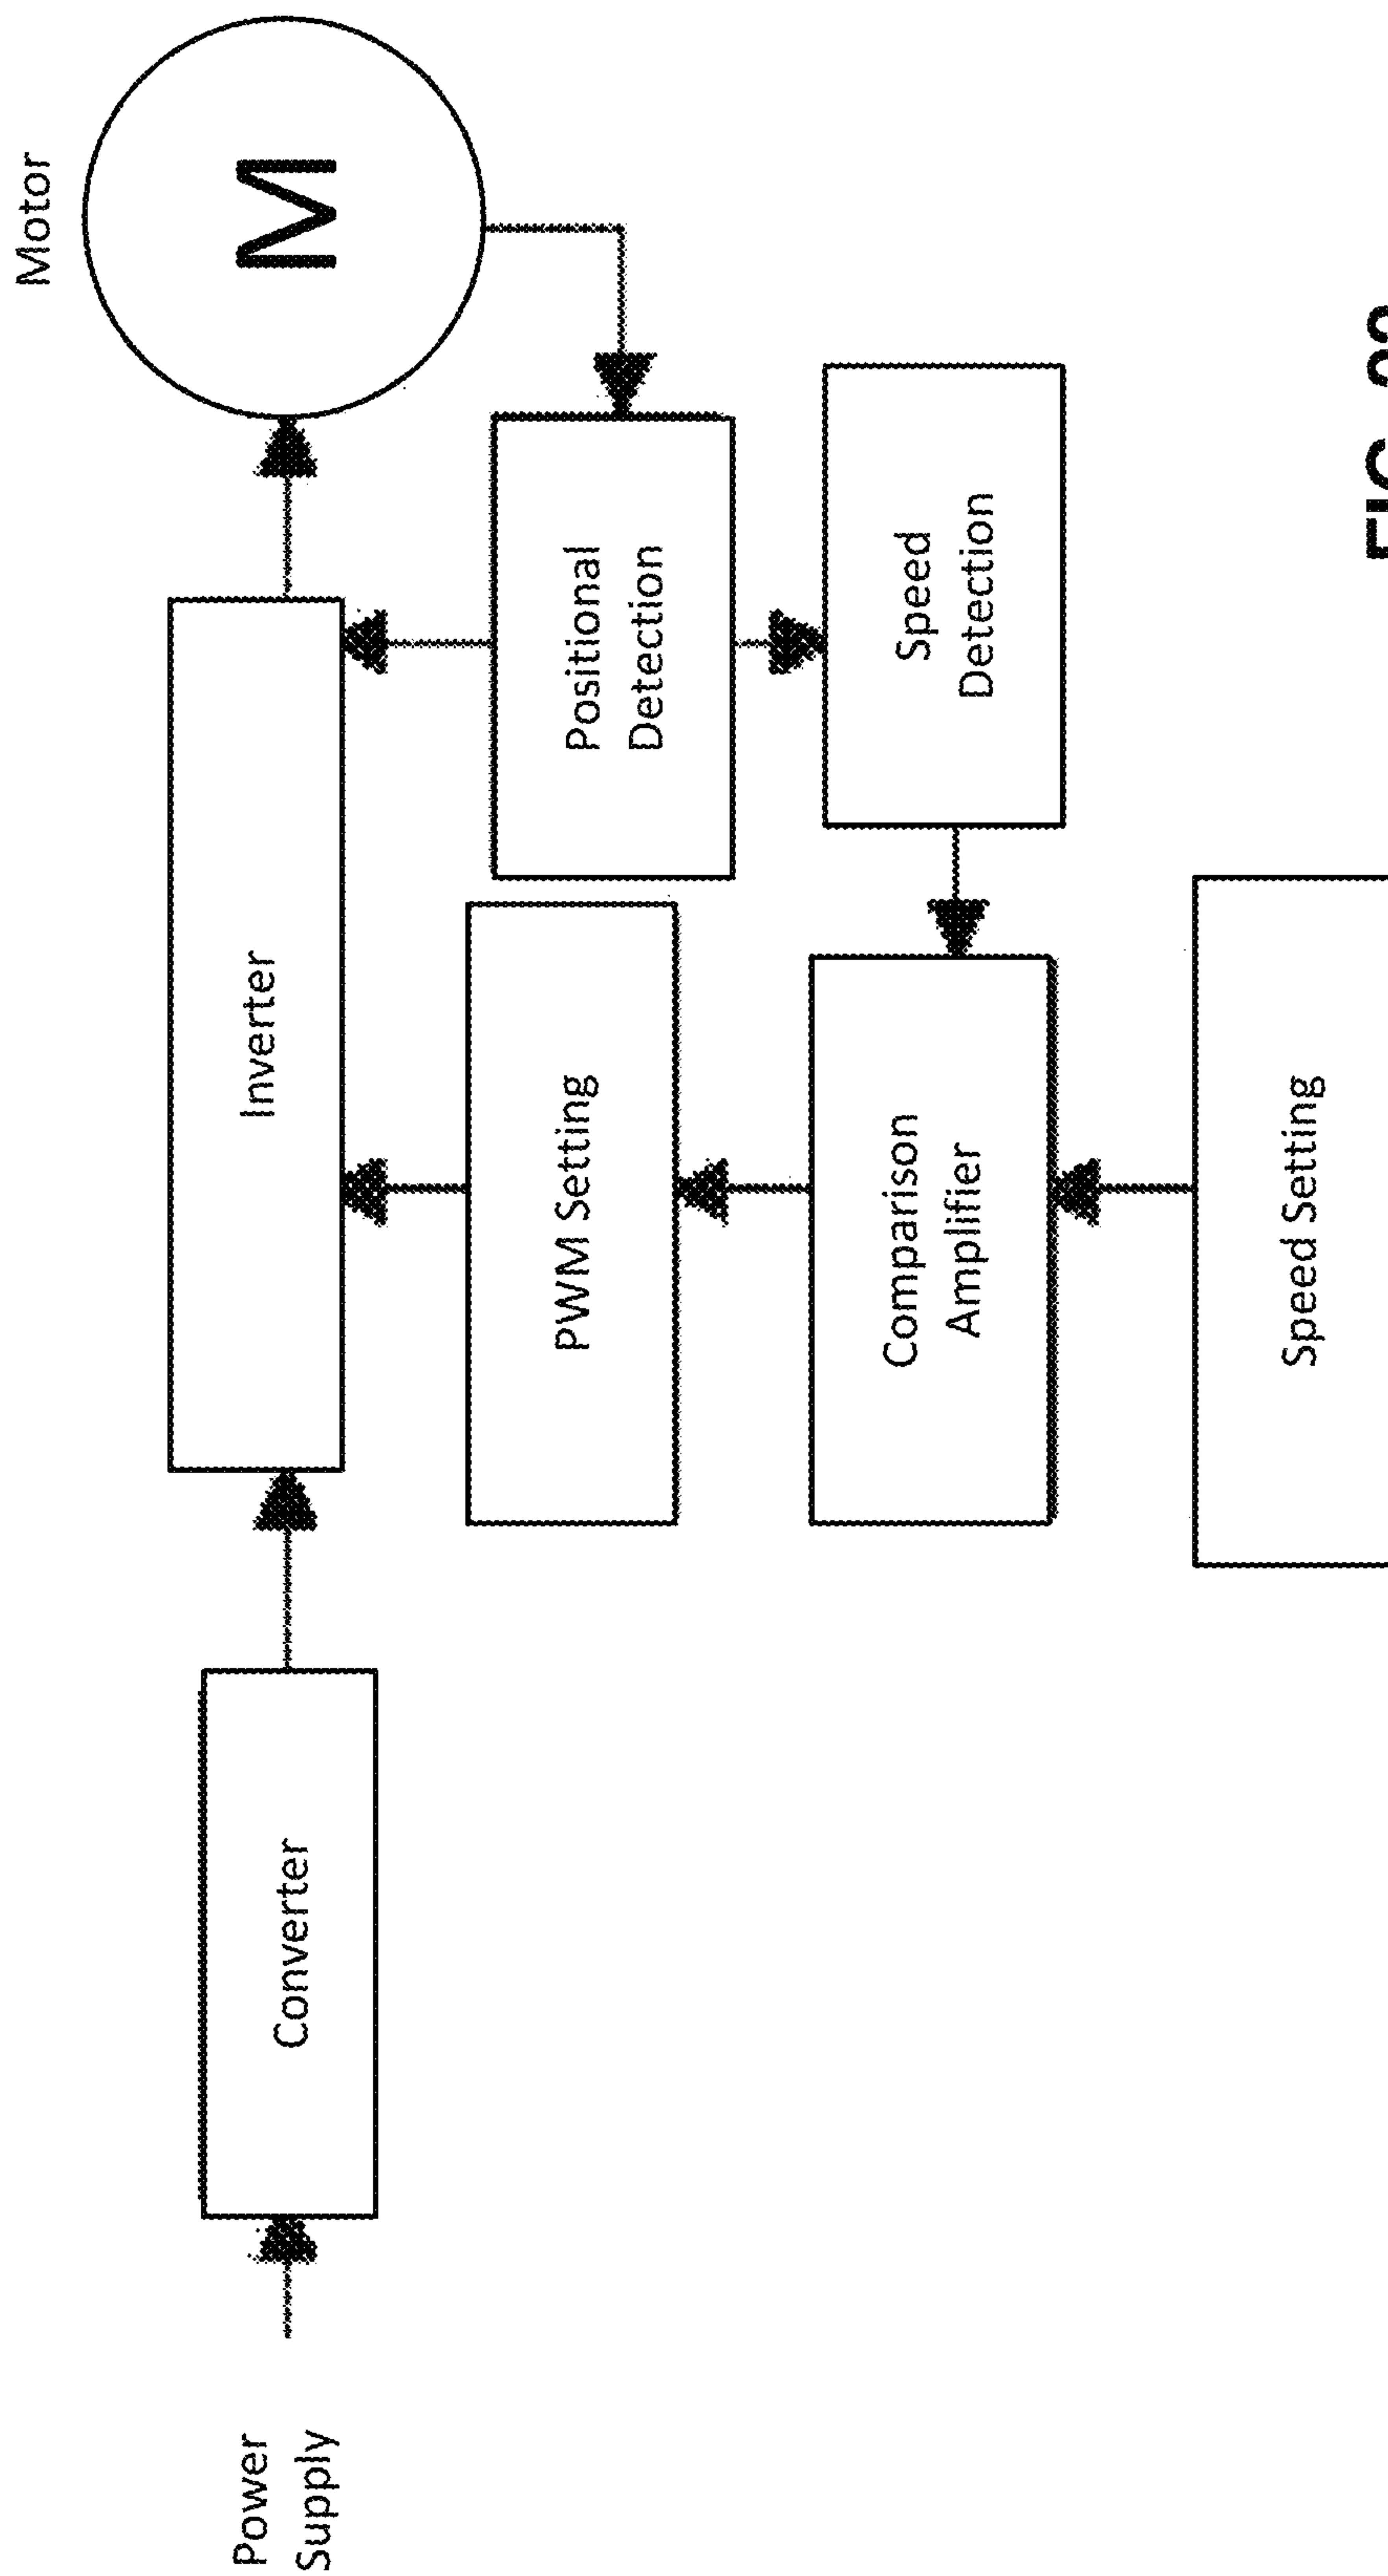 Motor
M
Inverter
Positional
Detection
Speed
Detection
PWM Setting
Comparison
Amplifier
Speed Setting
Converter
Power
Supply